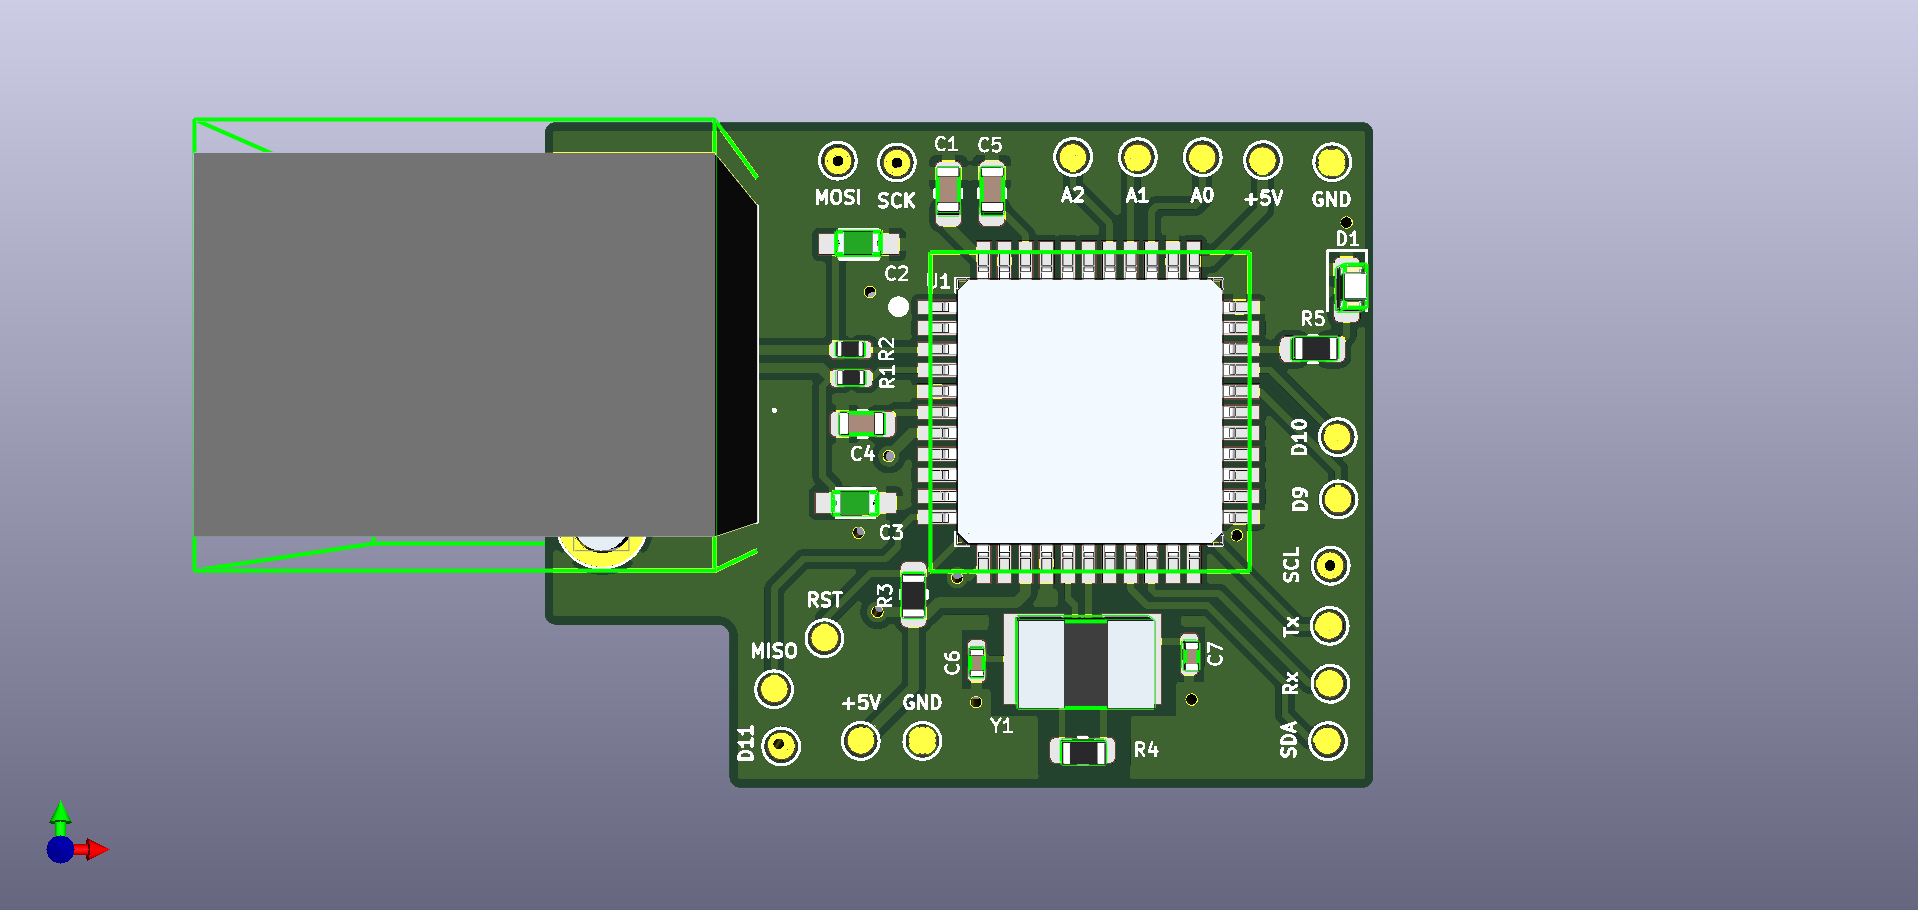 C1
C5
MOSI
SCK
A2
A1
A0
+5V
GND
D1
C2
U1
R5
R2
R1
C4
D10
D9
C3
SCL
R3
RST
Tx
MISO
C6
C7
Rx
+5V
GND
Y1
D11
R4
SDA